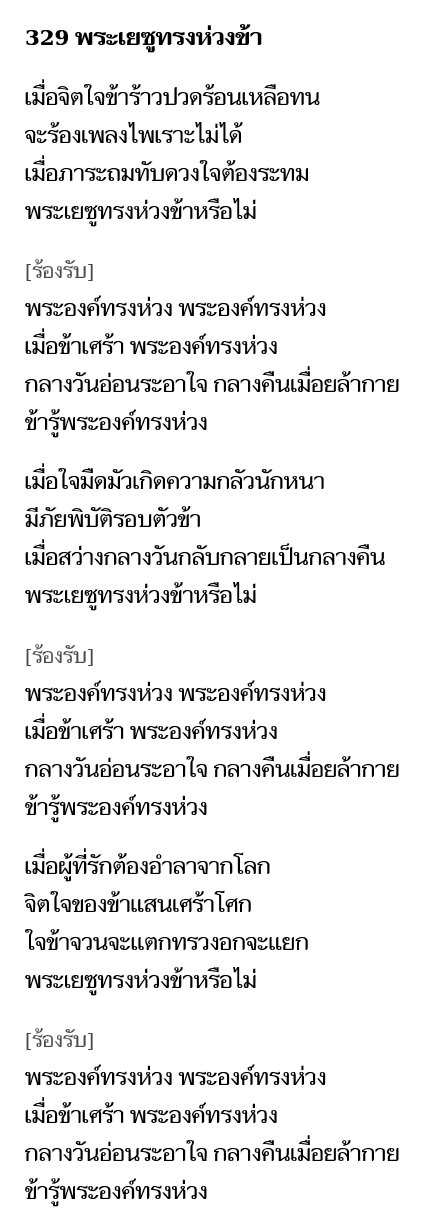 329 พระเยซูทรงห่วงข้า
เมื่อจิตใจข้าร้าวปวดร้อนเหลือทน
จะร้องเพลงไพเราะไม่ได้
เมื่อภาระถมทับดวงใจต้องระทม
พระเยซูทรงห่วงข้าหรือไม่
[ร้องรับ]
พระองค์ทรงห่วง พระองค์ทรงห่วง
เมื่อข้าเศร้า พระองค์ทรงห่วง
กลางวันอ่อนระอาใจ กลางคืนเมื่อยล้ากาย
ข้ารู้พระองค์ทรงห่วง
เมื่อใจมืดมัวเกิดความกลัวนักหนา
มีภัยพิบัติรอบตัวข้า
เมื่อสว่างกลางวันกลับกลายเป็นกลางคืน
พระเยซูทรงห่วงข้าหรือไม่
[ร้องรับ]
พระองค์ทรงห่วง พระองค์ทรงห่วง
เมื่อข้าเศร้า พระองค์ทรงห่วง
กลางวันอ่อนระอาใจ กลางคืนเมื่อยล้ากาย
ข้ารู้พระองค์ทรงห่วง
เมื่อผู้ที่รักต้องอำลาจากโลก
จิตใจของข้าแสนเศร้าโศก
ใจข้าจวนจะแตกทรวงอกจะแยก
พระเยซูทรงห่วงข้าหรือไม่
[ร้องรับ]
พระองค์ทรงห่วง พระองค์ทรงห่วง
เมื่อข้าเศร้า พระองค์ทรงห่วง
กลางวันอ่อนระอาใจ กลางคืนเมื่อยล้ากาย
ข้ารู้พระองค์ทรงห่วง